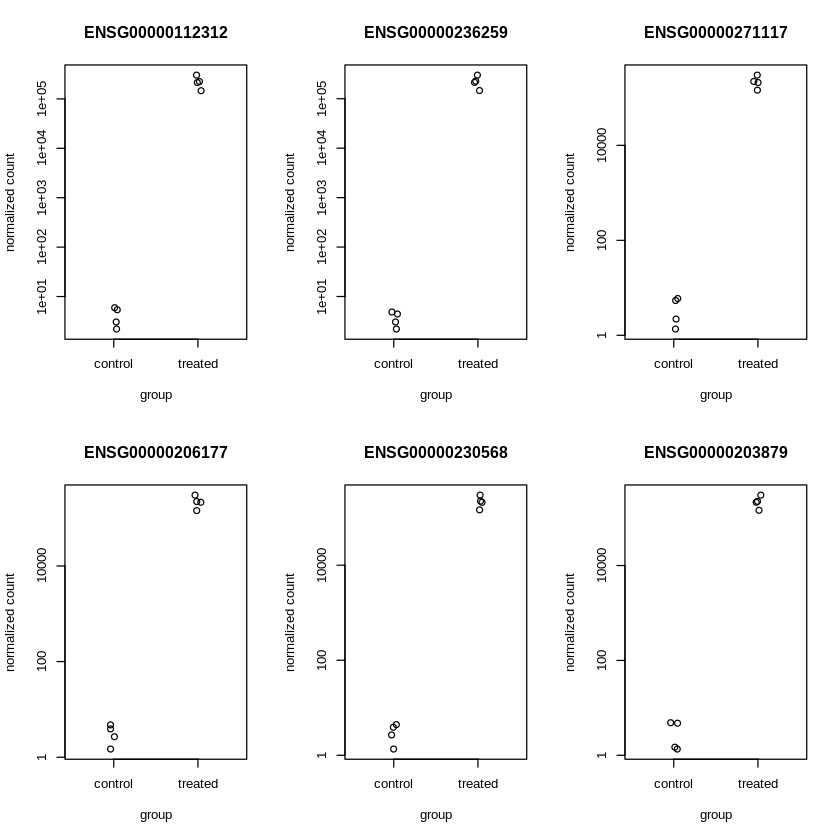 ENSG00000112312
normalized count
1e+05
1e+04
1e+03
1e+02
1e+01
control
treated
group
ENSG00000236259
normalized count
1e+05
1e+04
1e+03
1e+02
1e+01
control
treated
group
ENSG00000271117
normalized count
10000
100
1
control
treated
group
ENSG00000206177
normalized count
10000
100
1
control
treated
group
ENSG00000230568
normalized count
10000
100
1
control
treated
group
ENSG00000203879
normalized count
10000
100
1
control
treated
group